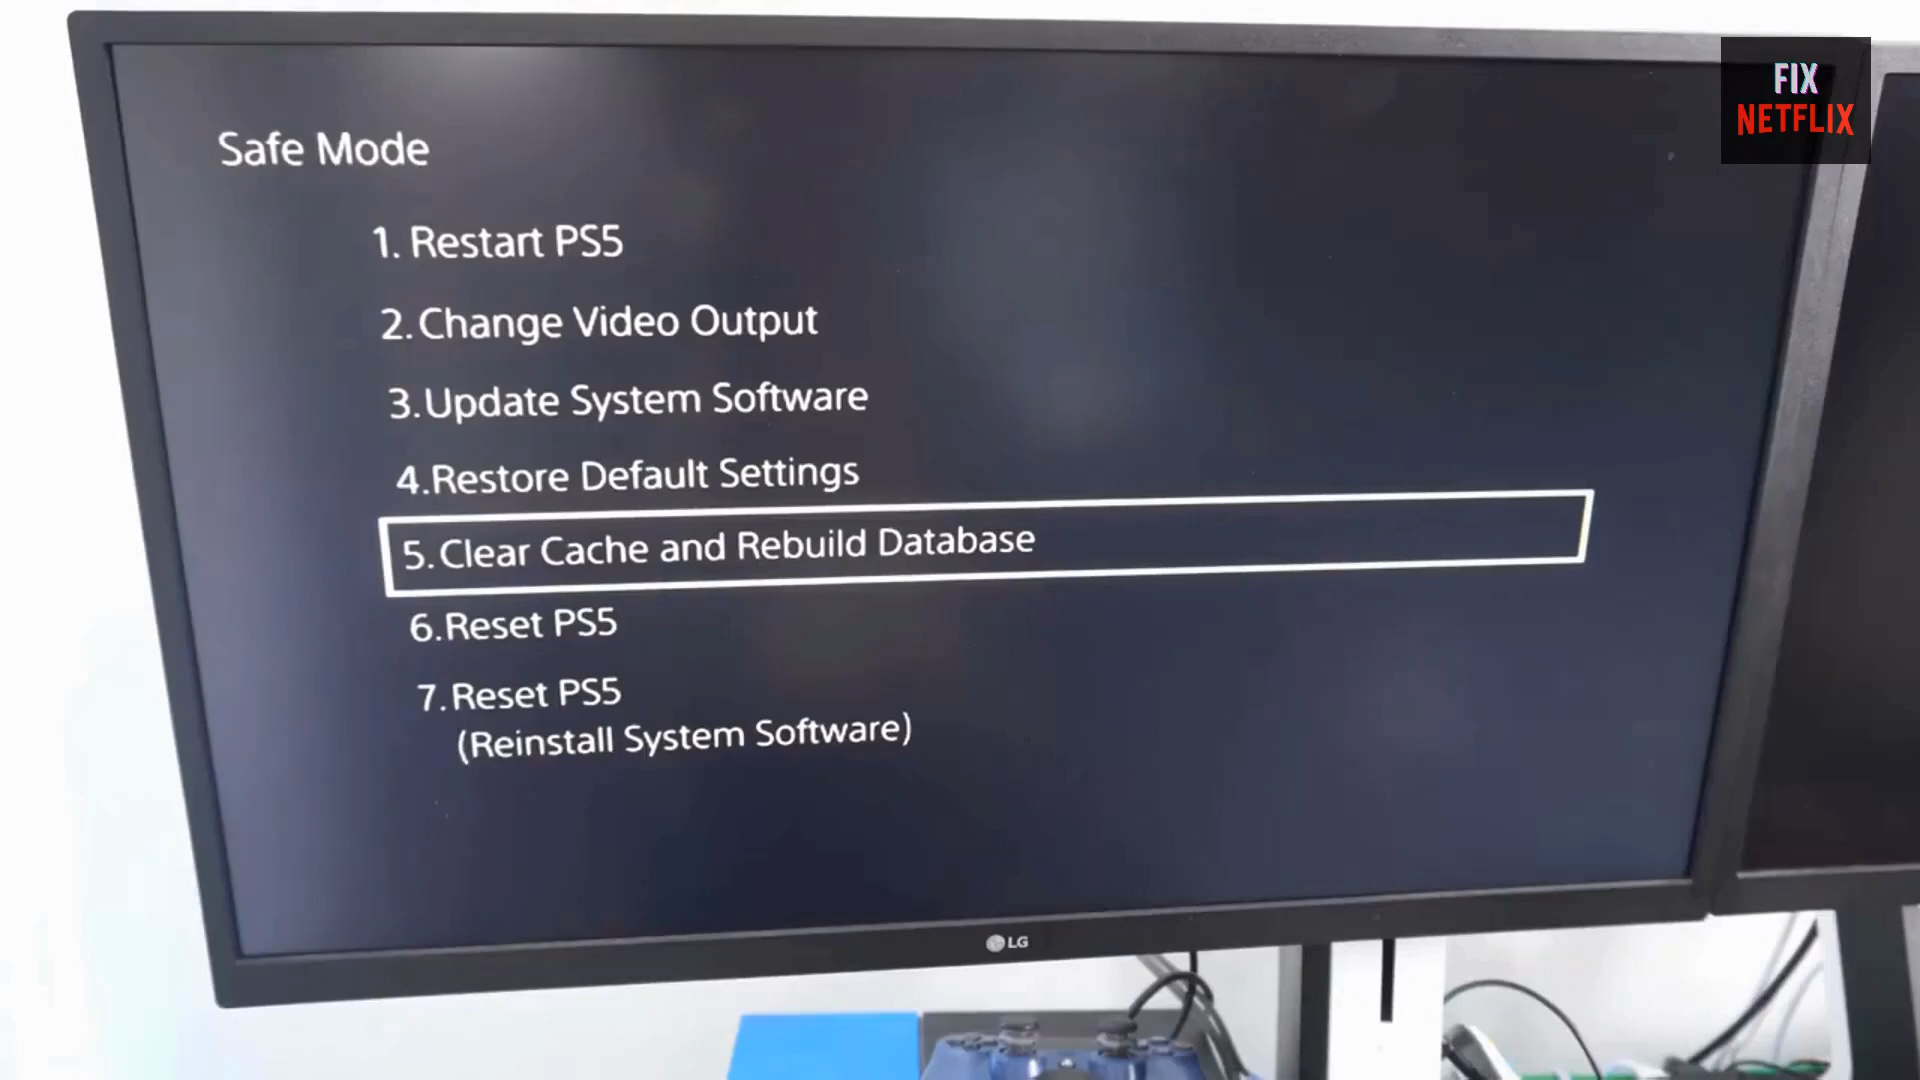 FIX
NETFLIX
Safe Mode
1. Restart PS5
2. Change Video Output
3. Update System Software
4. Restore Default Settings
5. Clear Cache and Rebuild Database
6. Reset PS5
7. Reset PS5
(Reinstall System Software)
LG